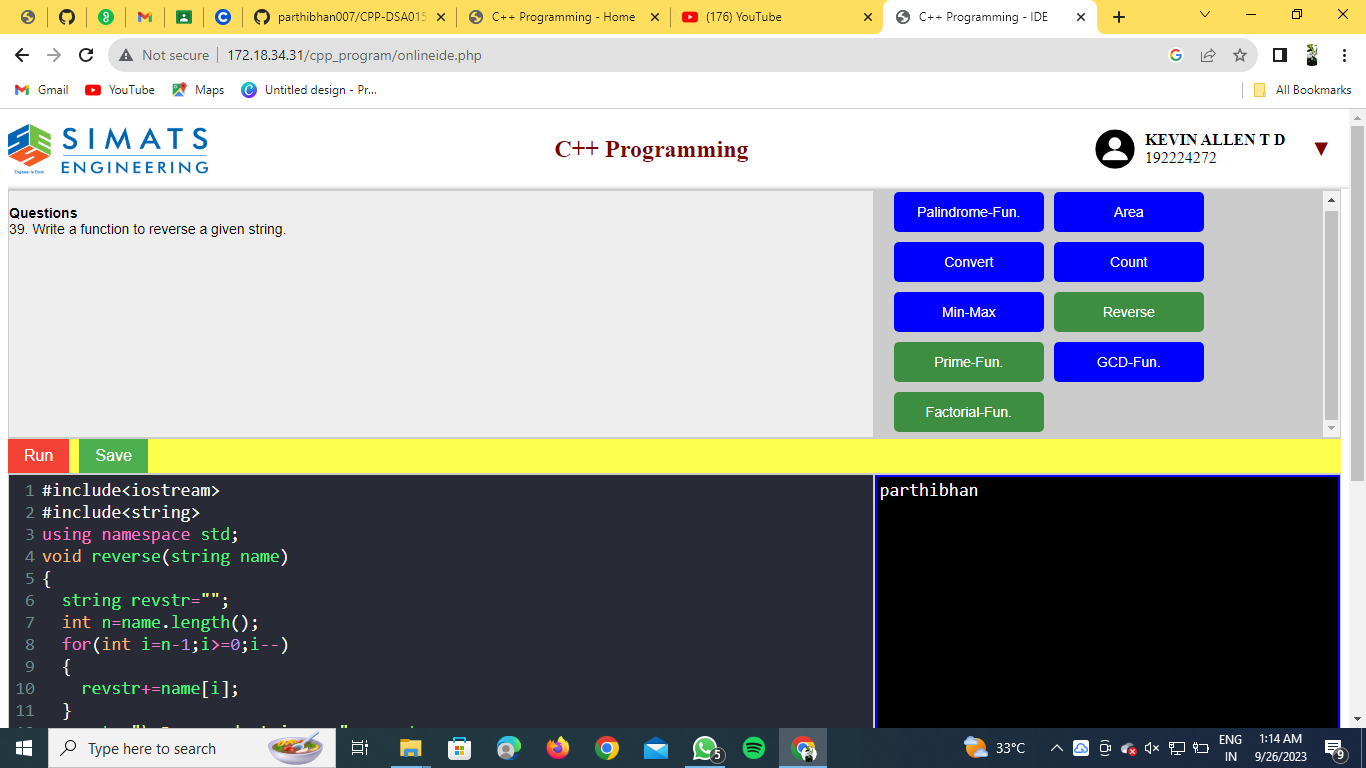 parthibhan007/CPP-DSA015
C++ Programming - Home
(176) YouTube
C++ Programming - IDE
Not secure
172.18.34.31/cpp_program/onlineide.php
Gmail
YouTube
Maps
Untitled design - Pr...
All Bookmarks
SIMATS
ENGINEERING
Engineer to Excel
C++ Programming
KEVIN ALLEN T D
192224272
Questions
39. Write a function to reverse a given string.
Palindrome-Fun.
Area
Convert
Count
Min-Max
Reverse
Prime-Fun.
GCD-Fun.
Factorial-Fun.
Run
Save
1 #include<iostream>
2 #include<string>
3 using namespace std;
4 void reverse(string name)
5 {
6 string revstr="";
7 int n=name.length();
8 for(int i=n-1;i>=0;i--)
9 {
10 revstr+=name[i];
11 }
parthibhan
Type here to search
5
33°C
ENG
IN
1:14 AM
9/26/2023
9